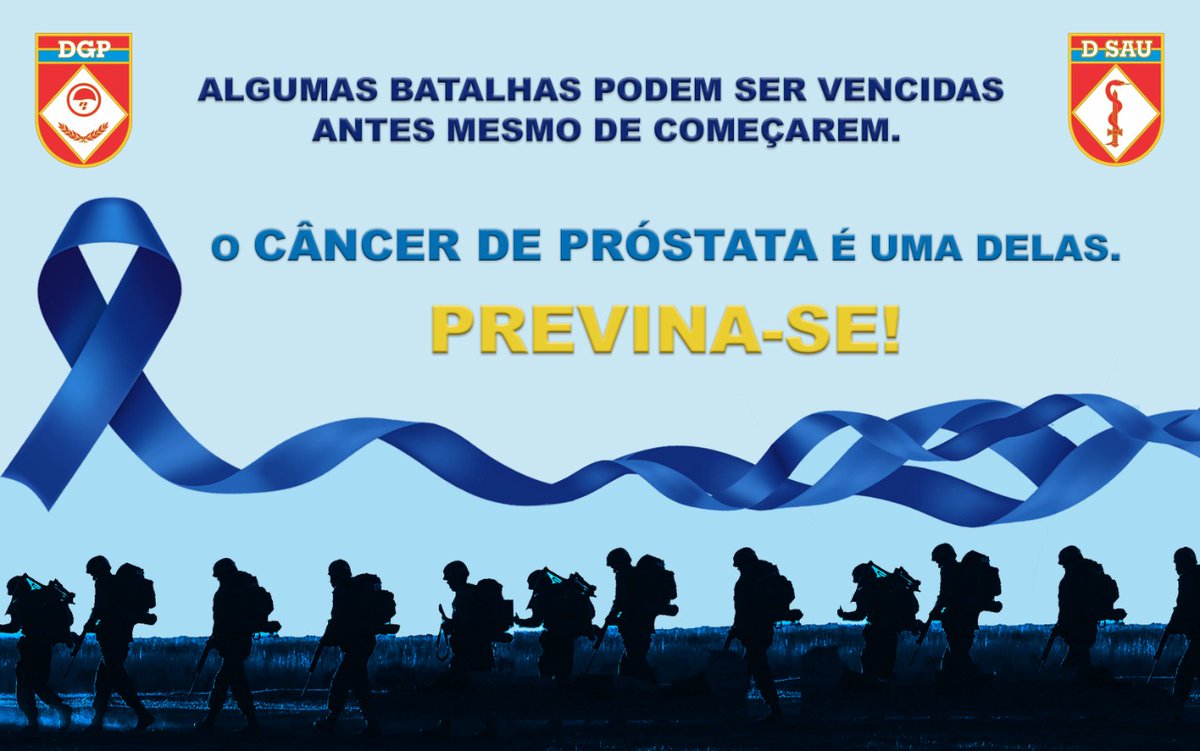 DGP
D SAU
ALGUMAS BATALHAS PODEM SER VENCIDAS
ANTES MESMO DE COMEÇAREM.
O CÂNCER DE PRÓSTATA É UMA DELAS.
PREVINA-SE!